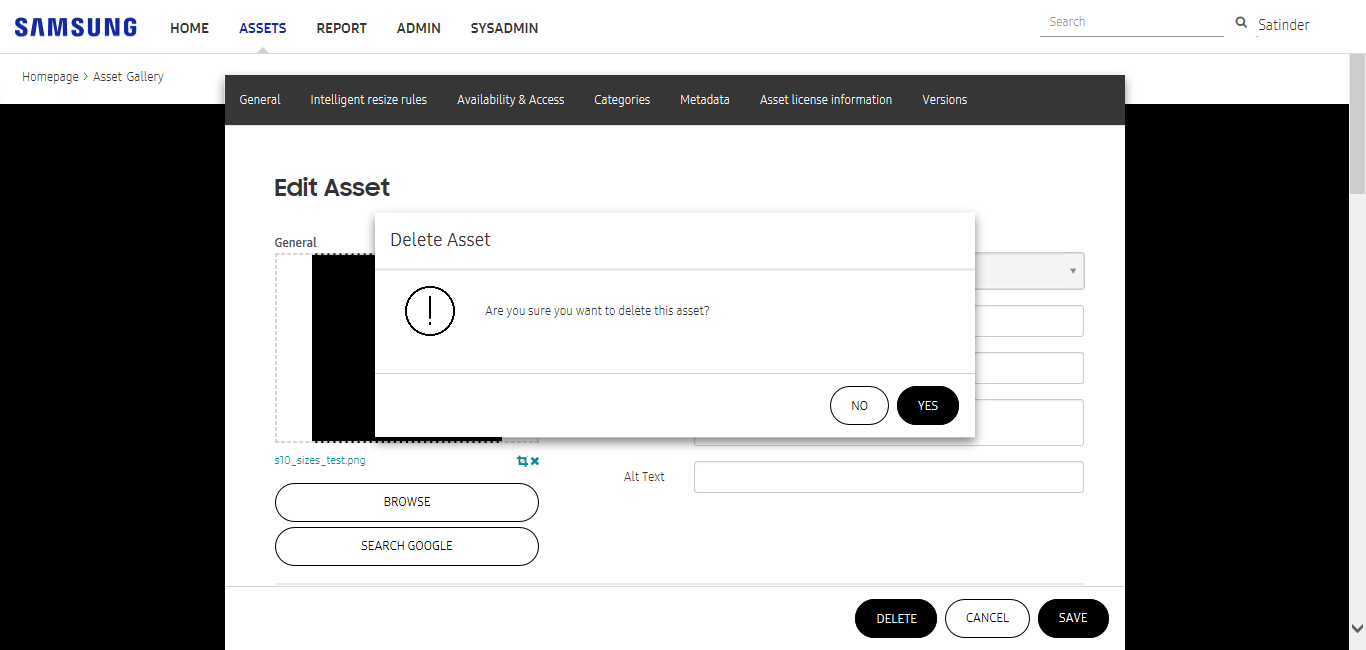 SAMSUNG HOME ASSETS REPORT ADMIN SYSADMIN Search Satinder
Homepage > Asset Gallery
General Intelligent resize rules Availability & Access Categories Metadata Asset license information Versions
Edit Asset
General
Delete Asset
Are you sure you want to delete this asset?
NO YES
s10_sizes_test.png
Alt Text
BROWSE
SEARCH GOOGLE
DELETE CANCEL SAVE